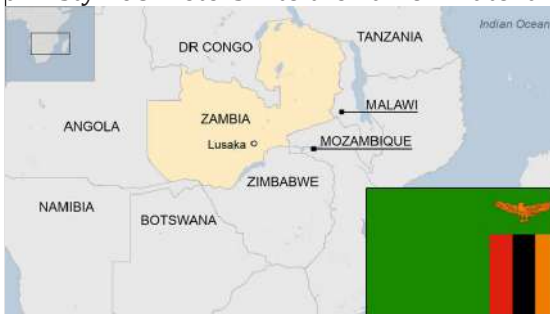 Indian Ocean
TANZANIA
DR CONGO
MALAWI
ZAMBIA
ANGOLA
Lusaka
MOZAMBIQUE
ZIMBABWE
NAMIBIA
BOTSWANA